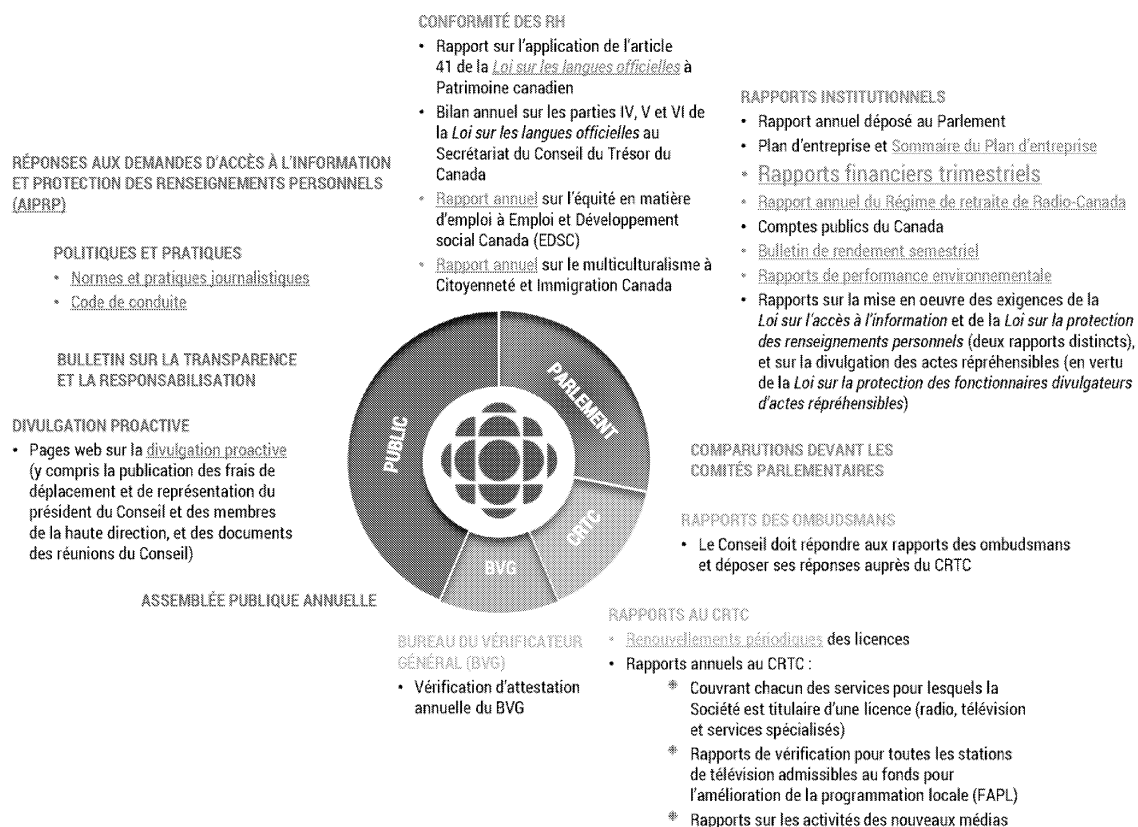 CONFORMITÉ DES RH
• Rapport sur l'application de l'article
41 de la Loi sur les langues officielles à
Patrimoine canadien
• Bilan annuel sur les parties IV, V et VI de
la Loi sur les langues officielles au
Secrétariat du Conseil du Trésor du
Canada
• Rapport annuel sur l'équité en matière
d'emploi à Emploi et Développement
social Canada (EDSC)
• Rapport annuel sur le multiculturalisme à
Citoyenneté et Immigration Canada
RAPPORTS INSTITUTIONNELS
• Rapport annuel déposé au Parlement
• Plan d'entreprise et Sommaire du Plan d'entreprise
• Rapports financiers trimestriels
• Rapport annuel du Régime de retraite de Radio-Canada
• Comptes publics du Canada
• Bulletin de rendement semestriel
• Rapports de performance environnementale
• Rapports sur la mise en oeuvre des exigences de la
Loi sur l'accès à l'information et de la Loi sur la protection
des renseignements personnels (deux rapports distincts),
et sur la divulgation des actes répréhensibles (en vertu
de la Loi sur la protection des fonctionnaires divulgateurs
d'actes répréhensibles)
RÉPONSES AUX DEMANDES D'ACCÈS À L'INFORMATION
ET PROTECTION DES RENSEIGNEMENTS PERSONNELS
(AIPRP)
POLITIQUES ET PRATIQUES
• Normes et pratiques journalistiques
• Code de conduite
BULLETIN SUR LA TRANSPARENCE
ET LA RESPONSABILISATION
DIVULGATION PROACTIVE
• Pages web sur la divulgation proactive
(y compris la publication des frais de
déplacement et de représentation du
président du Conseil et des membres
de la haute direction, et des documents
des réunions du Conseil)
ASSEMBLÉE PUBLIQUE ANNUELLE
PUBLIC
PARLEMENT
CRTC
BVG
COMPARUTIONS DEVANT LES
COMITÉS PARLEMENTAIRES
RAPPORTS DES OMBUDSMANS
• Le Conseil doit répondre aux rapports des ombudsmans
et déposer ses réponses auprès du CRTC
BUREAU DU VÉRIFICATEUR
GÉNÉRAL (BVG)
• Vérification d'attestation
annuelle du BVG
RAPPORTS AU CRTC
• Renouvellements périodiques des licences
• Rapports annuels au CRTC :
Couvrant chacun des services pour lesquels la
Société est titulaire d'une licence (radio, télévision
et services spécialisés)
Rapports de vérification pour toutes les stations
de télévision admissibles au fonds pour
l'amélioration de la programmation locale (FAPL)
Rapports sur les activités des nouveaux médias